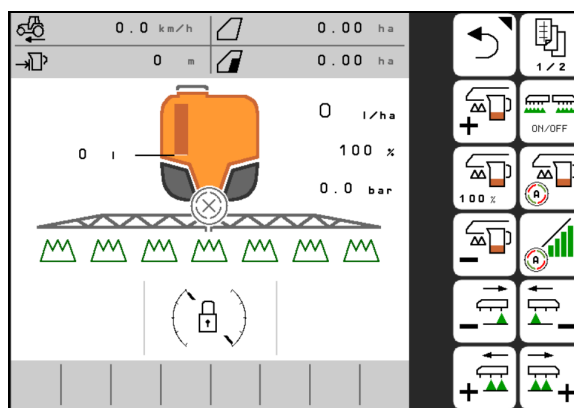 0.0 km/h 0.00 ha
0 m 0.00 ha
1/2
0 l/ha
+ ON/OFF
0 l 100 %
100 % A
0.0 bar
- A
- -
+ +